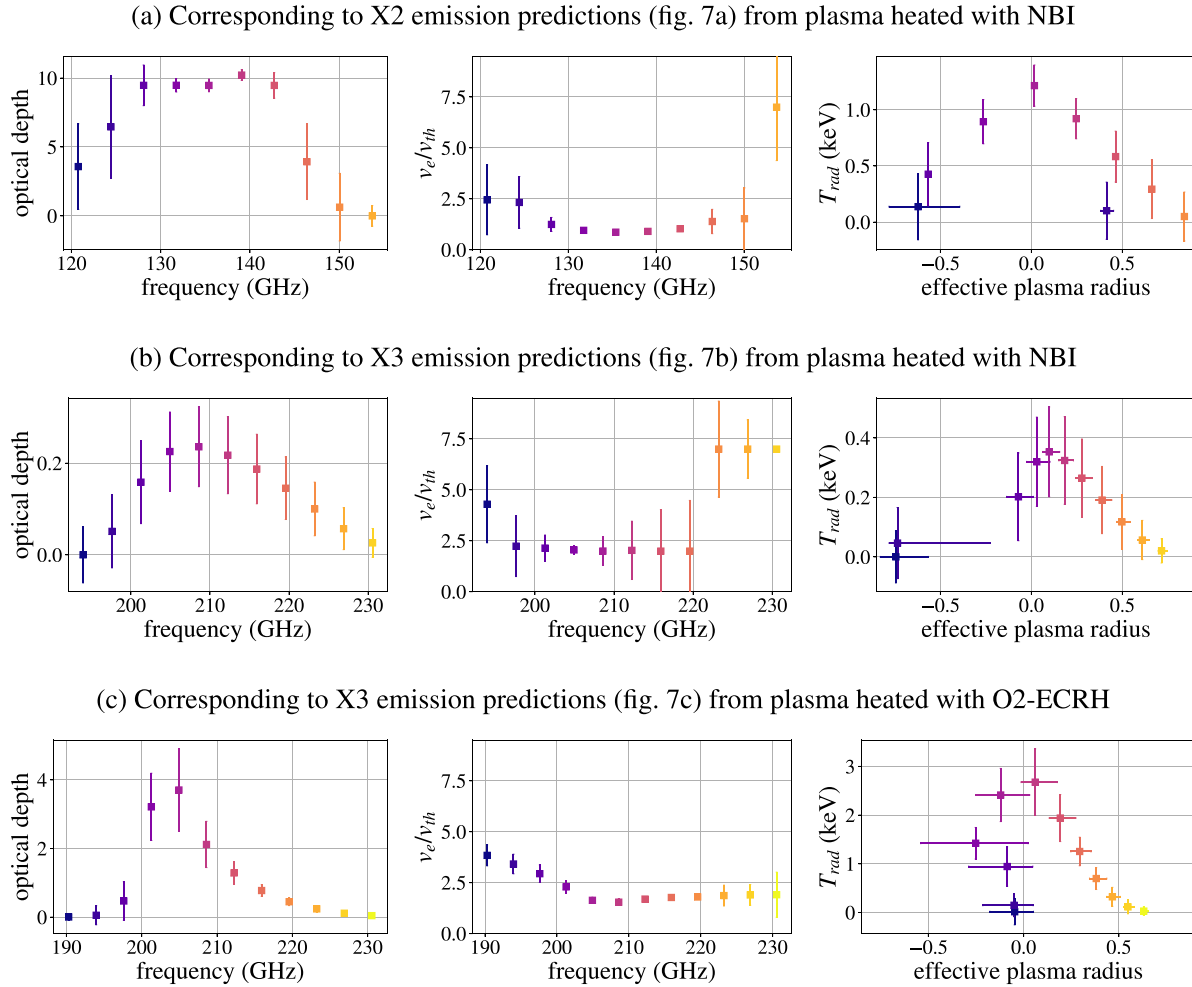 (a) Corresponding to X2 emission predictions (fig. 7a) from plasma heated with NBI
optical depth
10
5
0
120 130 140 150
frequency (GHz)
v_e/v_th
7.5
5.0
2.5
0.0
120 130 140 150
frequency (GHz)
T_rad (keV)
1.0
0.5
0.0
−0.5 0.0 0.5
effective plasma radius
(b) Corresponding to X3 emission predictions (fig. 7b) from plasma heated with NBI
optical depth
0.2
0.0
200 210 220 230
frequency (GHz)
v_e/v_th
7.5
5.0
2.5
0.0
200 210 220 230
frequency (GHz)
T_rad (keV)
0.4
0.2
0.0
−0.5 0.0 0.5
effective plasma radius
(c) Corresponding to X3 emission predictions (fig. 7c) from plasma heated with O2-ECRH
optical depth
4
2
0
190 200 210 220 230
frequency (GHz)
v_e/v_th
7.5
5.0
2.5
0.0
190 200 210 220 230
frequency (GHz)
T_rad (keV)
3
2
1
0
−0.5 0.0 0.5
effective plasma radius